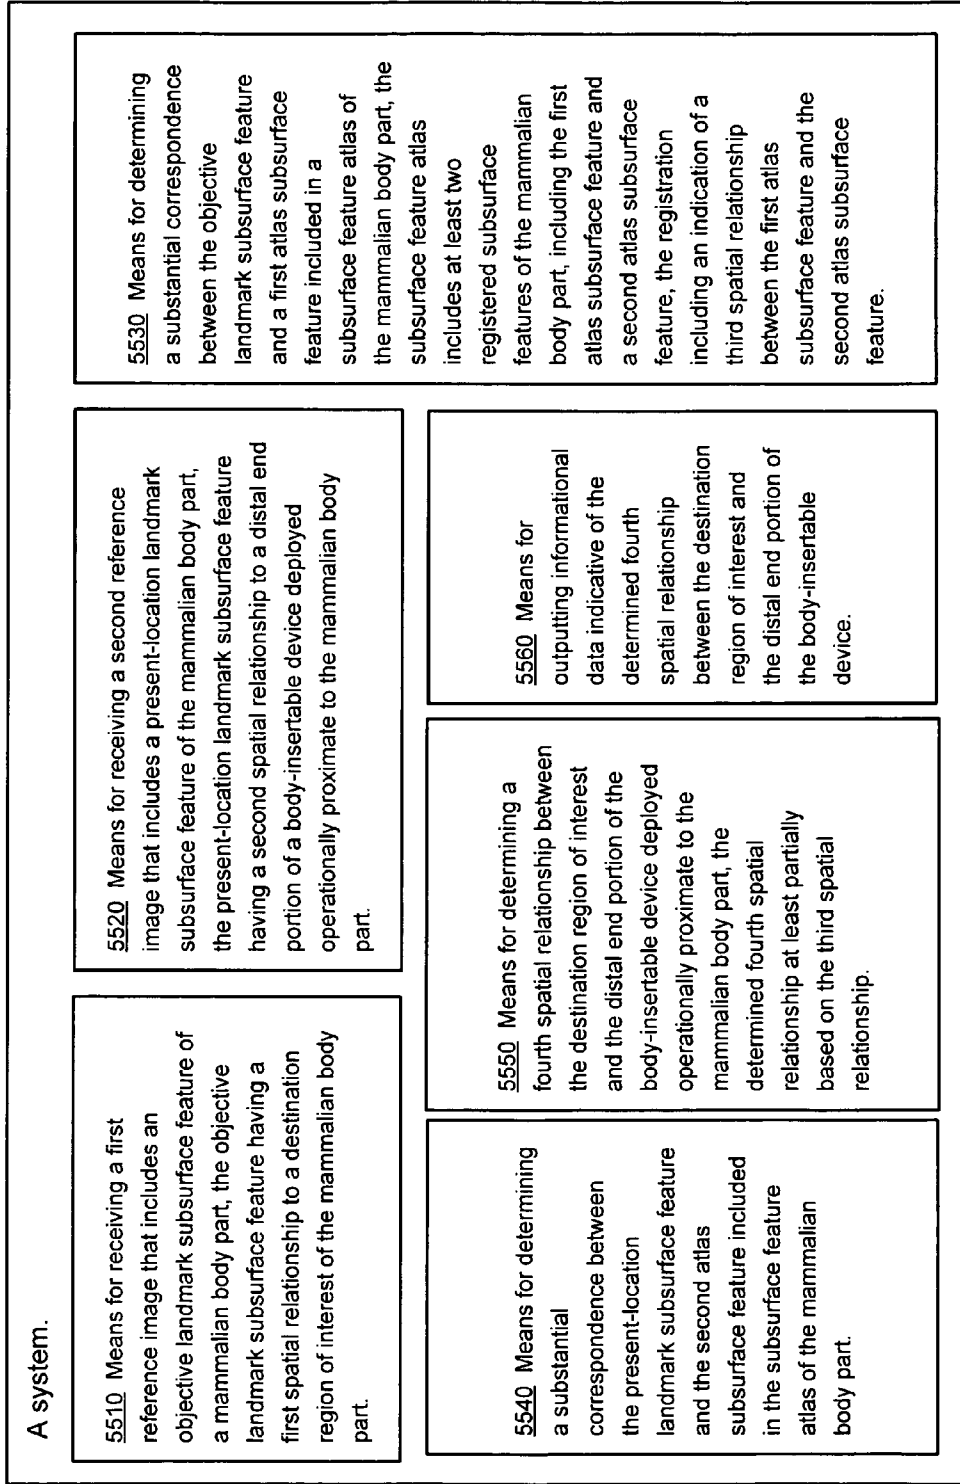 A system.
5510 Means for receiving a first
reference image that includes an
objective landmark subsurface feature of
a mammalian body part, the objective
landmark subsurface feature having a
first spatial relationship to a destination
region of interest of the mammalian body
part.
5520 Means for receiving a second reference
image that includes a present-location landmark
subsurface feature of the mammalian body part,
the present-location landmark subsurface feature
having a second spatial relationship to a distal end
portion of a body-insertable device deployed
operationally proximate to the mammalian body
part.
5530 Means for determining
a substantial correspondence
between the objective
landmark subsurface feature
and a first atlas subsurface
feature included in a
subsurface feature atlas of
the mammalian body part, the
subsurface feature atlas
includes at least two
registered subsurface
features of the mammalian
body part, including the first
atlas subsurface feature and
a second atlas subsurface
feature, the registration
including an indication of a
third spatial relationship
between the first atlas
subsurface feature and the
second atlas subsurface
feature.
5540 Means for determining
a substantial
correspondence between
the present-location
landmark subsurface feature
and the second atlas
subsurface feature included
in the subsurface feature
atlas of the mammalian
body part.
5550 Means for determining a
fourth spatial relationship between
the destination region of interest
and the distal end portion of the
body-insertable device deployed
operationally proximate to the
mammalian body part, the
determined fourth spatial
relationship at least partially
based on the third spatial
relationship.
5560 Means for
outputting informational
data indicative of the
determined fourth
spatial relationship
between the destination
region of interest and
the distal end portion of
the body-insertable
device.